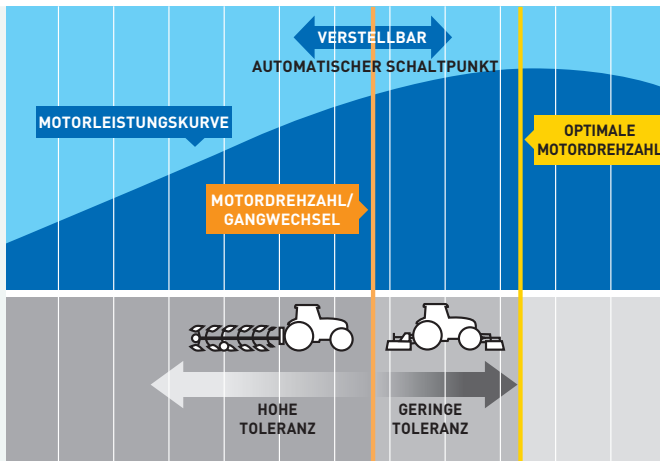 VERSTELLBAR
AUTOMATISCHER SCHALTPUNKT
MOTORLEISTUNGSKURVE
OPTIMALE
MOTORDREHZAHL
MOTORDREHZAHL/
GANGWECHSEL
HOHE
TOLERANZ
GERINGE
TOLERANZ